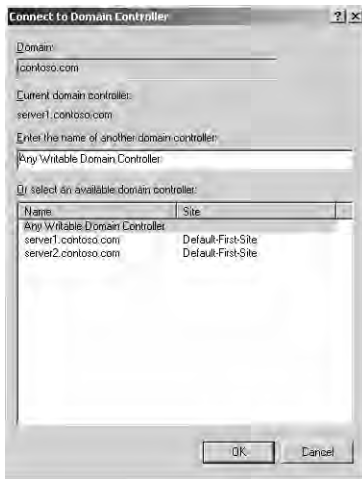 Connect to Domain Controller
Domain:
contoso.com
Current domain controller:
server1.contoso.com
Enter the name of another domain controller:
Any Writable Domain Controller
Or select an available domain controller:
Name Site
Any Writable Domain Controller
server1.contoso.com Default-First-Site
server2.contoso.com Default-First-Site
OK Cancel